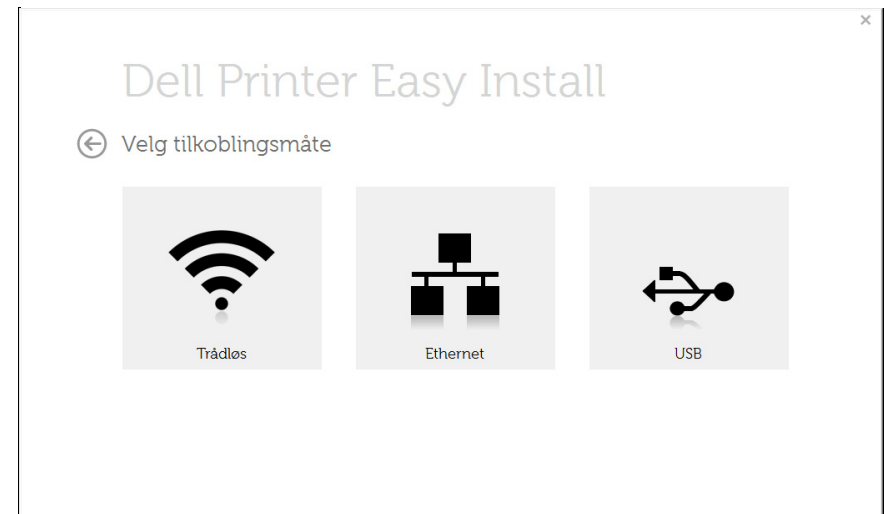 Dell Printer Easy Install
Velg tilkoblingsmåte
Trådløs
Ethernet
USB